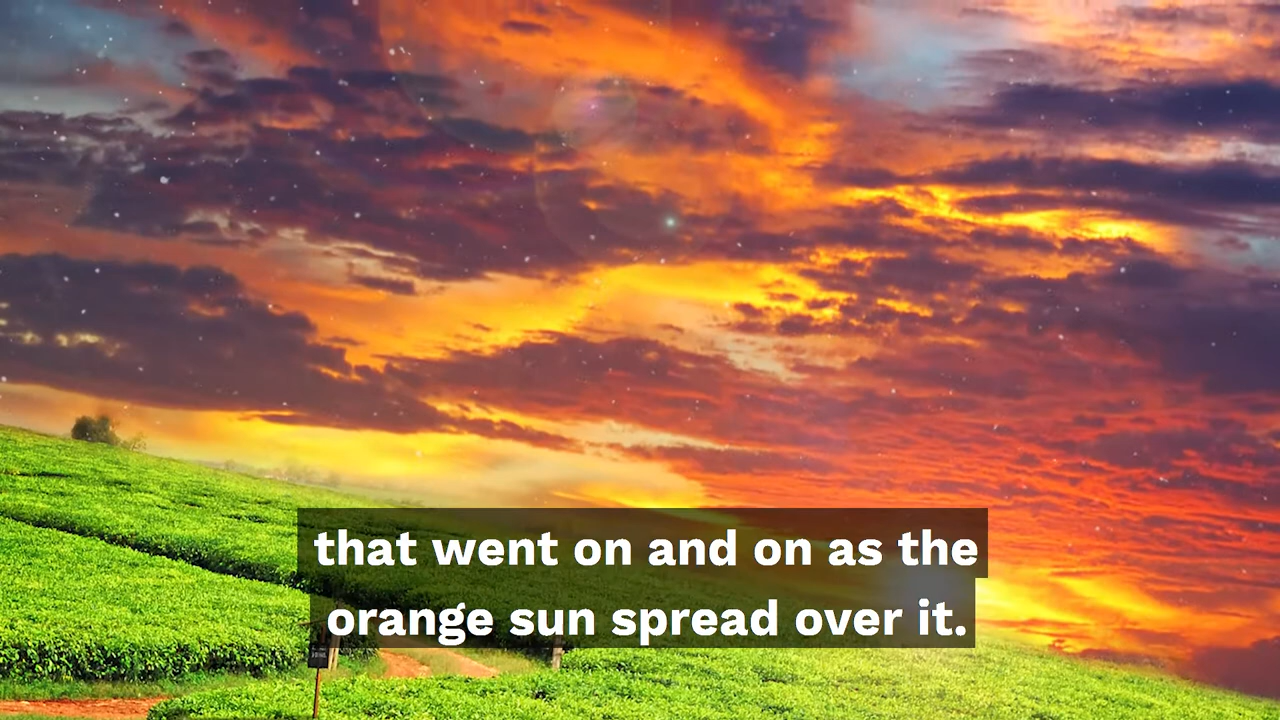 that went on and on as the
orange sun spread over it.